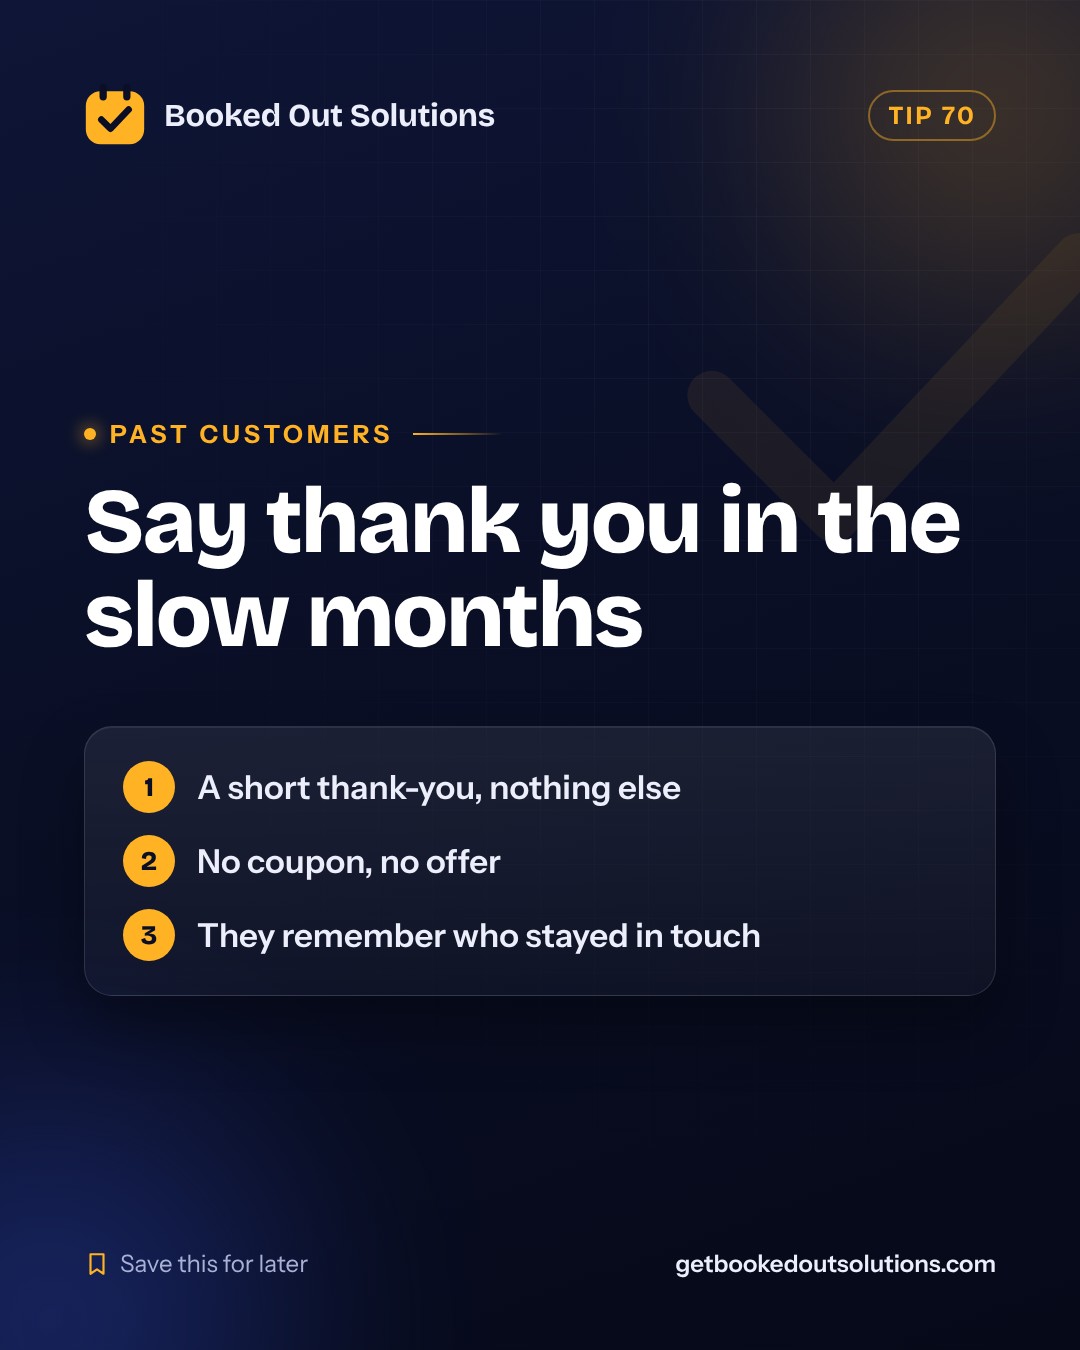 Booked Out Solutions
TIP 70
PAST CUSTOMERS
Say thank you in the
slow months
1 A short thank-you, nothing else
2 No coupon, no offer
3 They remember who stayed in touch
Save this for later
getbookedoutsolutions.com